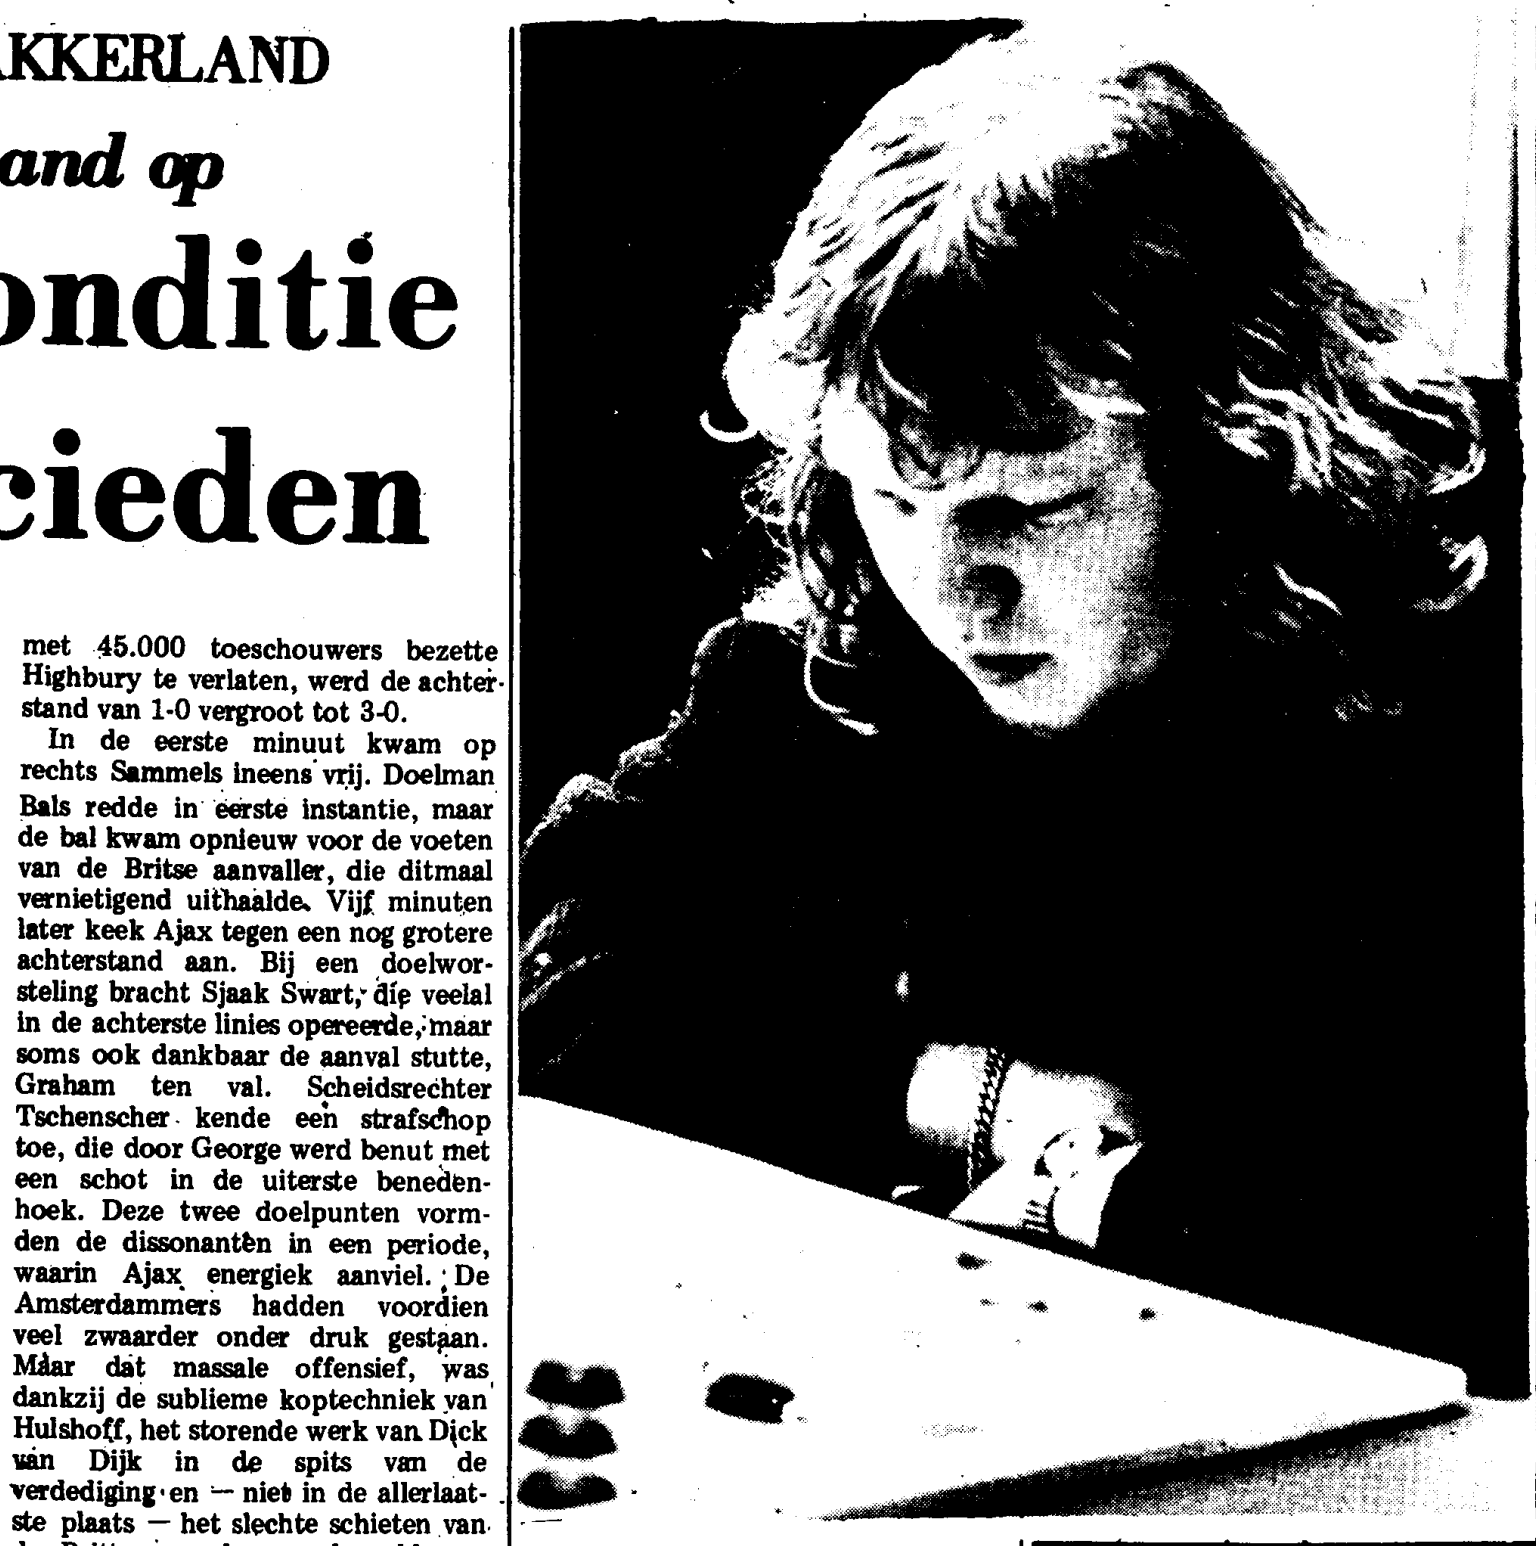 AKKERLAND
and op
onditie
cieden
met 45.000 toeschouwers bezette
Highbury te verlaten, werd de achter-
stand van 1-0 vergroot tot 3-0.
In de eerste minuut kwam op
rechts Sammels ineens vrij. Doelman
Bals redde in eerste instantie, maar
de bal kwam opnieuw voor de voeten
van de Britse aanvaller, die ditmaal
vernietigend uithaalde. Vijf minuten
later keek Ajax tegen een nog grotere
achterstand aan. Bij een doelwor-
steling bracht Sjaak Swart, die veelal
in de achterste linies opereerde, maar
soms ook dankbaar de aanval stutte,
Graham ten val. Scheidsrechter
Tschenscher kende een strafschop
toe, die door George werd benut met
een schot in de uiterste beneden-
hoek. Deze twee doelpunten vorm-
den de dissonanten in een periode,
waarin Ajax energiek aanviel. De
Amsterdammers hadden voordien
veel zwaarder onder druk gestaan.
Maar dat massale offensief, was
dankzij de sublieme koptechniek van
Hulshoff, het storende werk van Dick
van Dijk in de spits van de
verdediging en — niet in de allerlaat-
ste plaats — het slechte schieten van